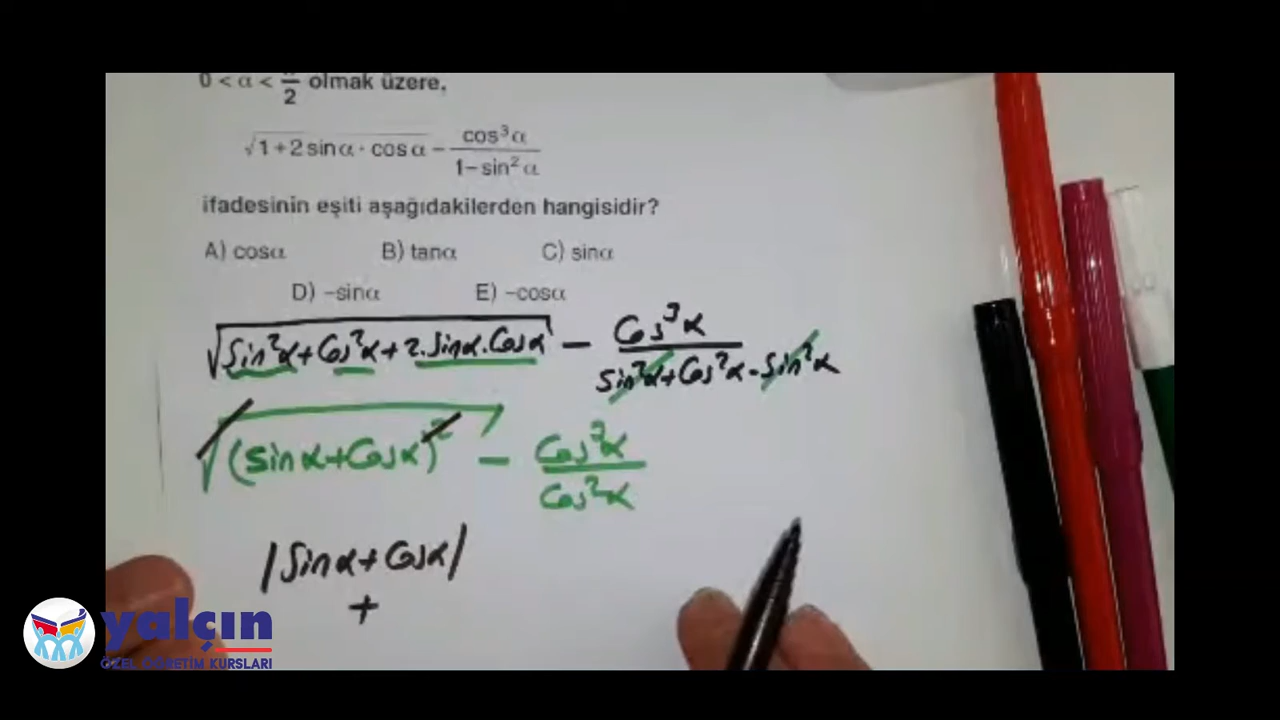 0 < α < π/2 olmak üzere,
√1+2sinα · cosα − cos³α / 1−sin²α
ifadesinin eşiti aşağıdakilerden hangisidir?
A) cosα B) tanα C) sinα
D) −sinα E) −cosα
√Sin²α+Cos²α+2.Sinα.Cosα − Cos³α / Sin²α+Cos²α-Sin²α
√(Sinα+Cosα)² − Cos³α / Cos²α
|Sinα+Cosα|
+
yalçın
ÖZEL ÖĞRETİM KURSLARI